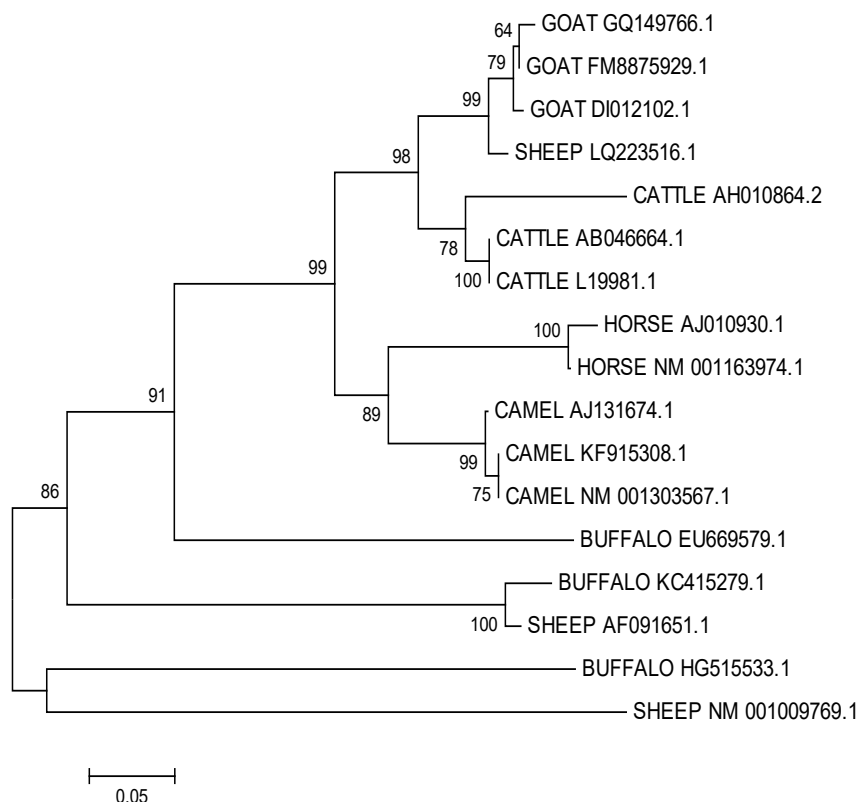 64
GOAT GQ149766.1
79
GOAT FM8875929.1
99
GOAT DI012102.1
98
SHEEP LQ223516.1
CATTLE AH010864.2
78
CATTLE AB046664.1
99
100
CATTLE L19981.1
100
HORSE AJ010930.1
HORSE NM 001163974.1
91
89
CAMEL AJ131674.1
99
CAMEL KF915308.1
86
75
CAMEL NM 001303567.1
BUFFALO EU669579.1
BUFFALO KC415279.1
100
SHEEP AF091651.1
BUFFALO HG515533.1
SHEEP NM 001009769.1
0.05